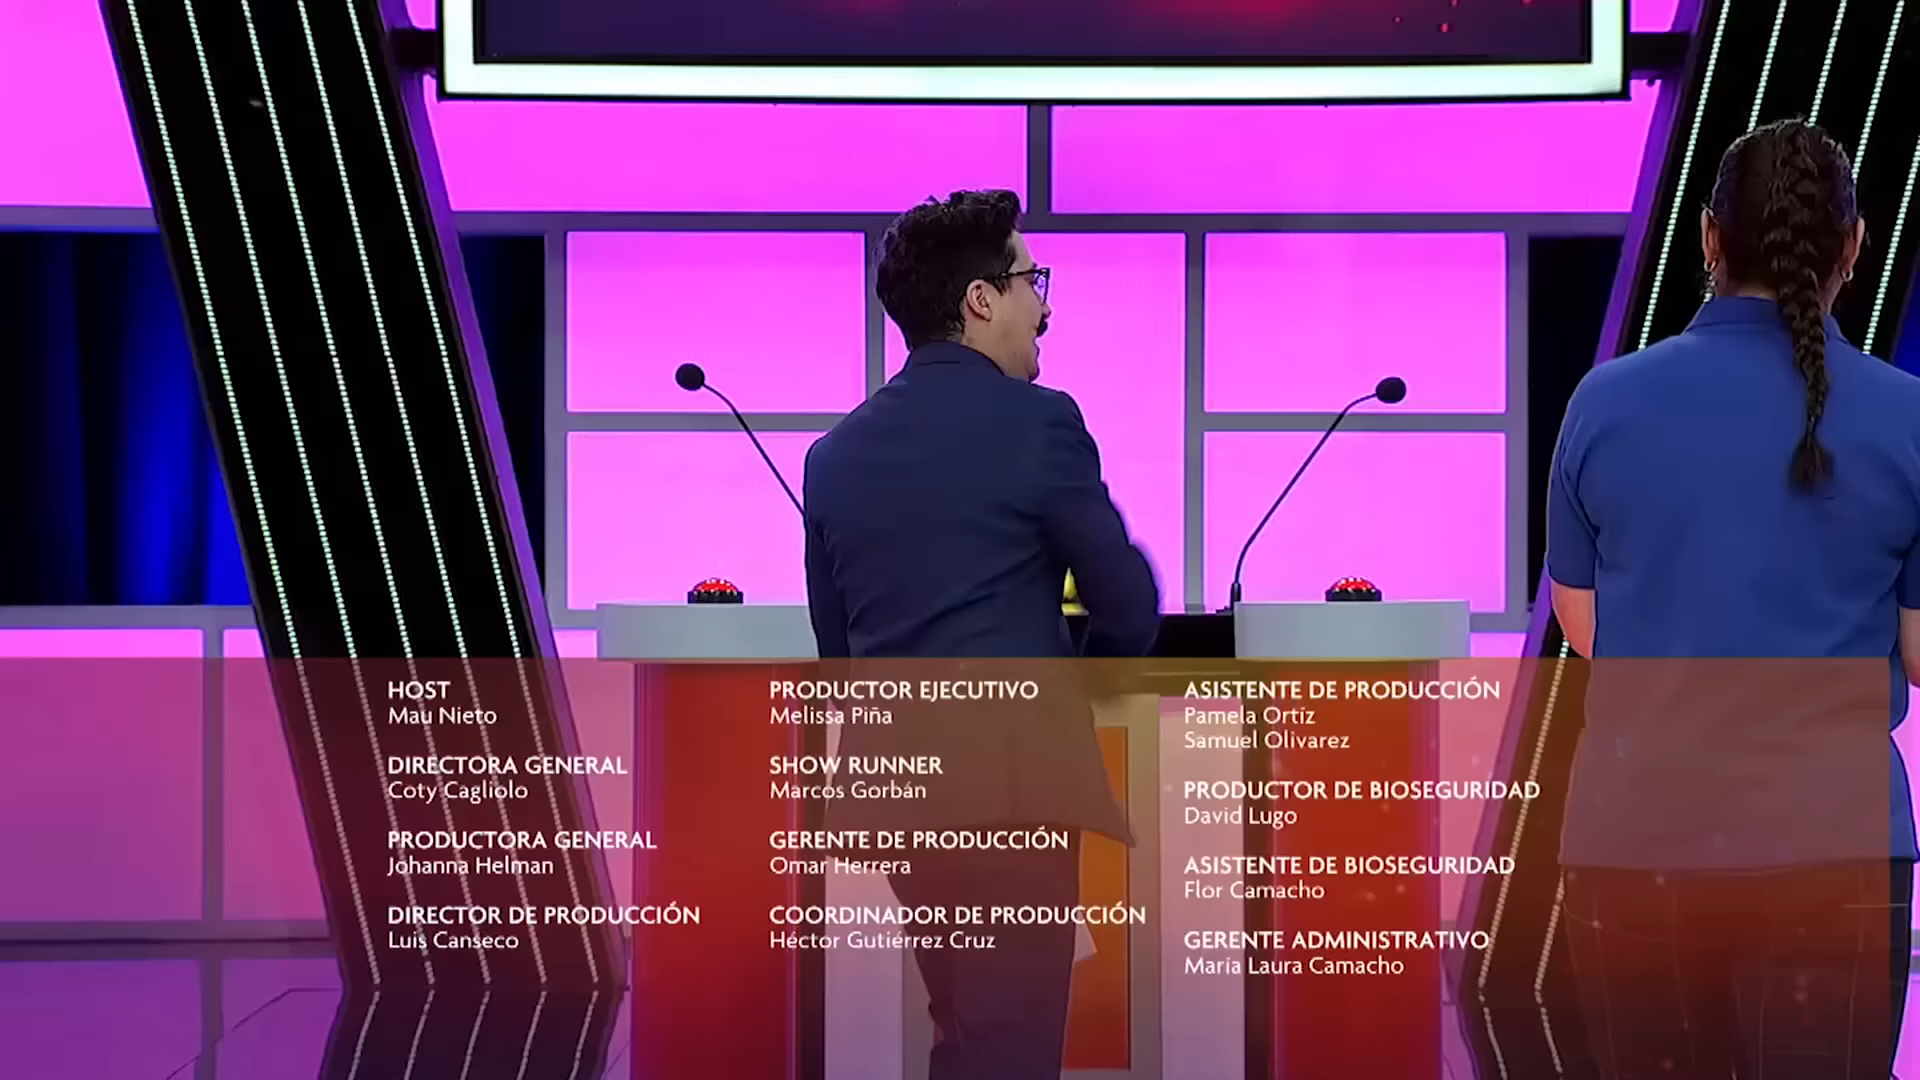 HOST
Mau Nieto
DIRECTORA GENERAL
Coty Cagliolo
PRODUCTORA GENERAL
Johanna Helman
DIRECTOR DE PRODUCCIÓN
Luis Canseco
PRODUCTOR EJECUTIVO
Melissa Piña
SHOW RUNNER
Marcos Gorbán
GERENTE DE PRODUCCIÓN
Omar Herrera
COORDINADOR DE PRODUCCIÓN
Héctor Gutiérrez Cruz
ASISTENTE DE PRODUCCIÓN
Pamela Ortíz
Samuel Olivarez
PRODUCTOR DE BIOSEGURIDAD
David Lugo
ASISTENTE DE BIOSEGURIDAD
Flor Camacho
GERENTE ADMINISTRATIVO
María Laura Camacho